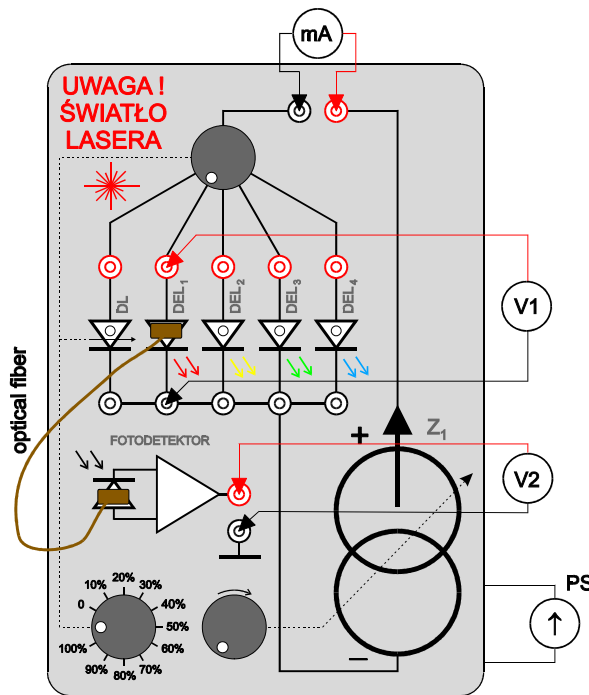 mA
UWAGA !
ŚWIATŁO
LASERA
DL
DEL1
DEL2
DEL3
DEL4
V1
optical fiber
FOTODETEKTOR
+
Z1
V2
0
10%
20%
30%
40%
50%
60%
70%
80%
90%
100%
−
PS